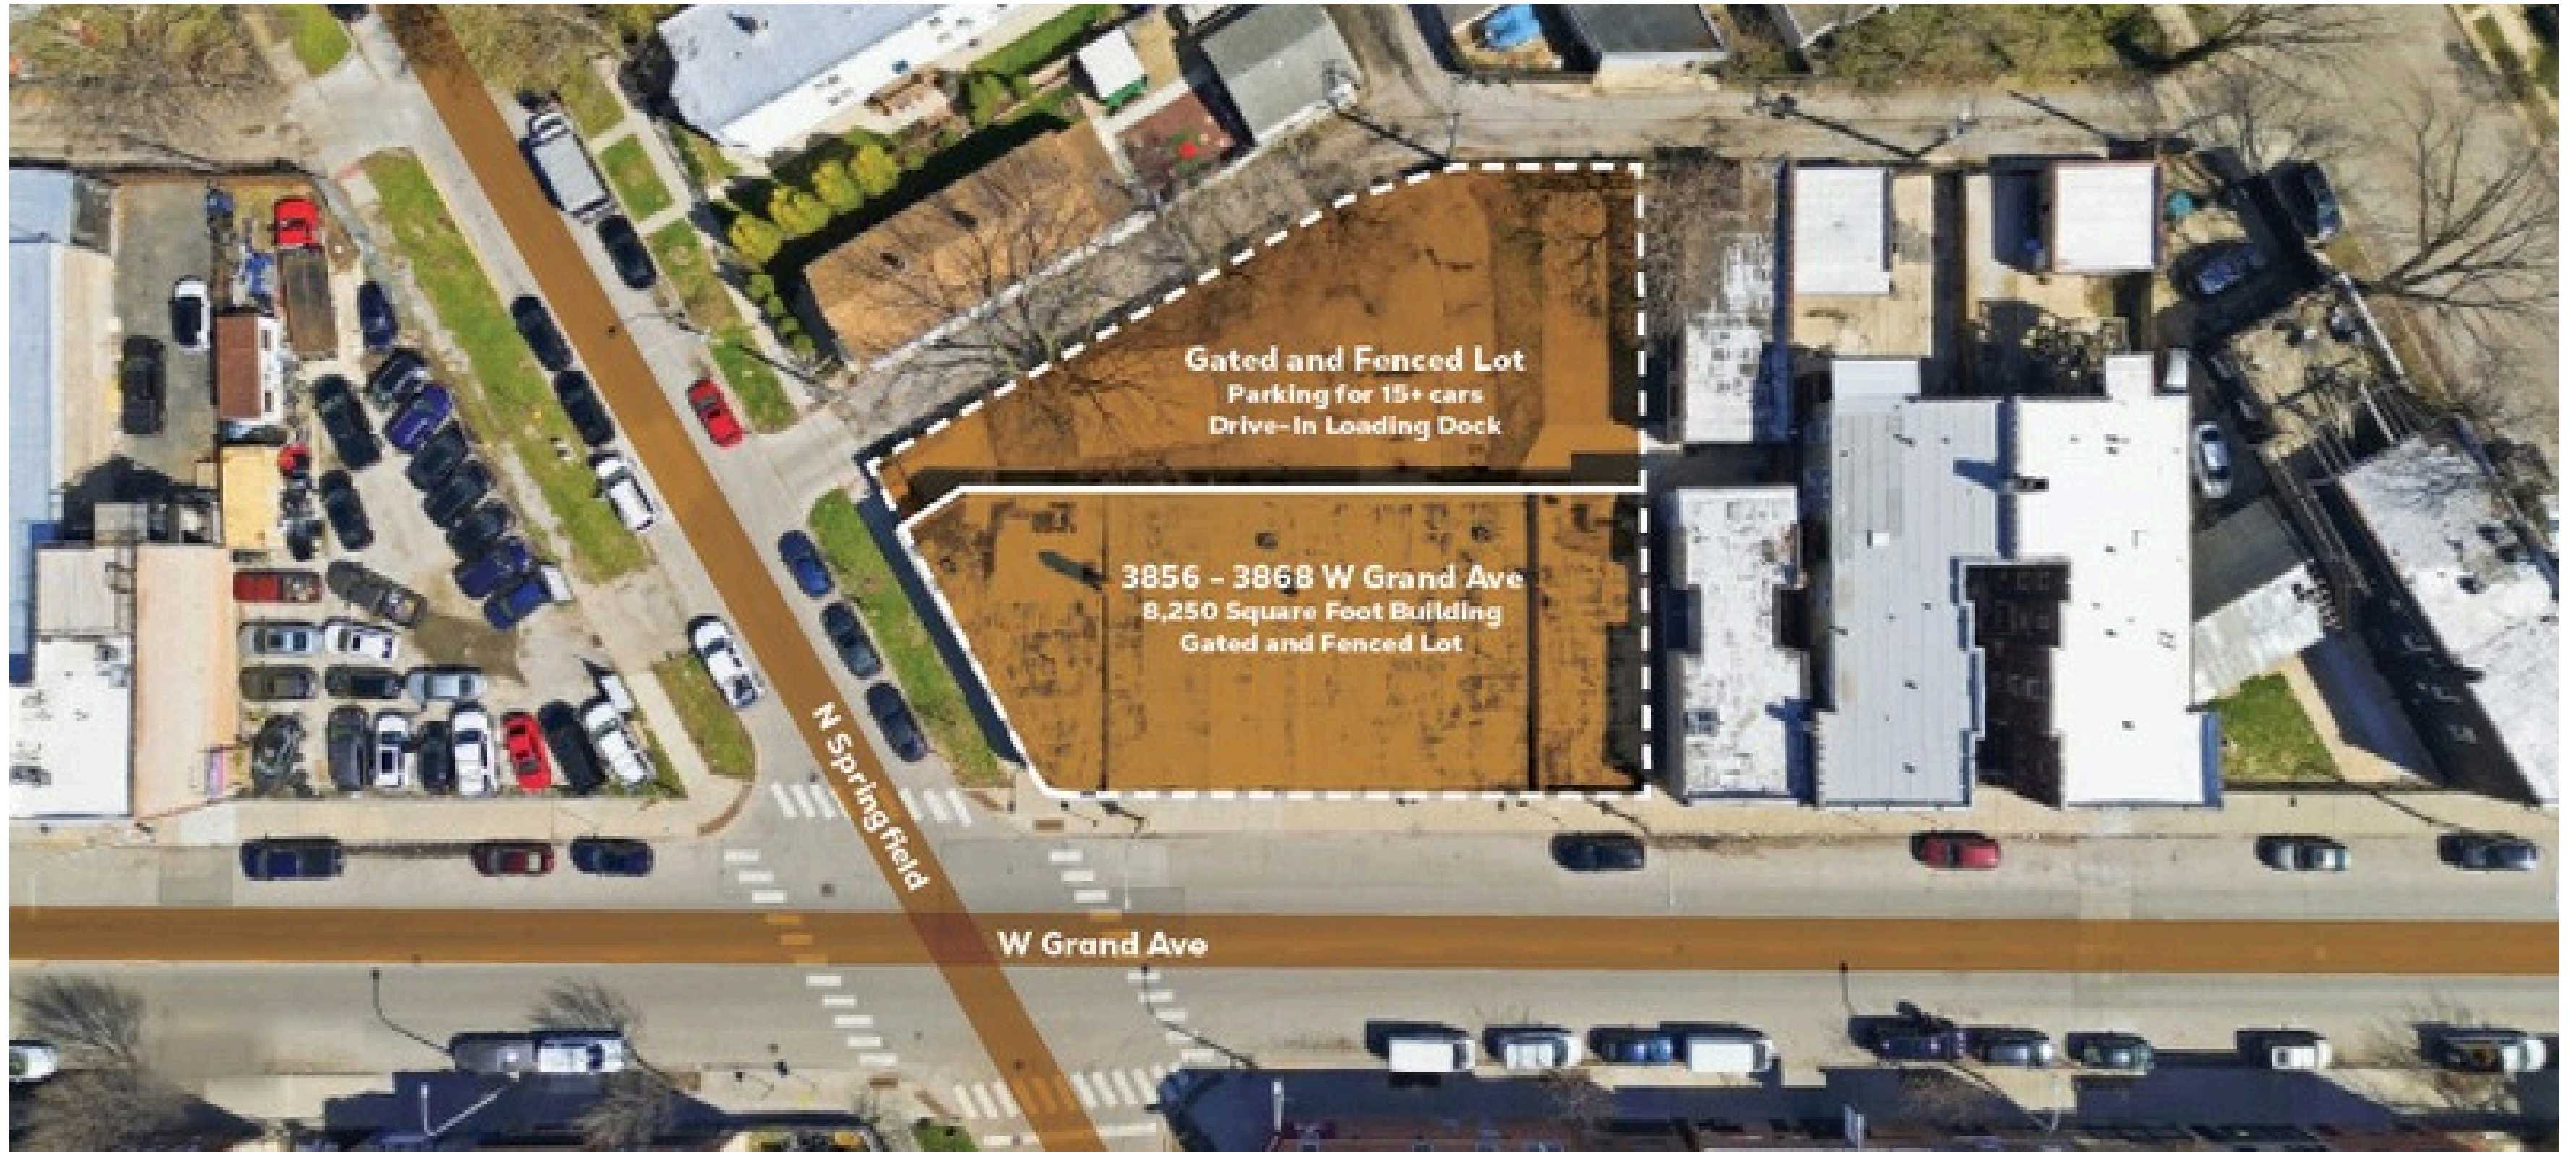 Gated and Fenced Lot
Parking for 15+ cars
Drive-In Loading Dock
3856 – 3868 W Grand Ave
8,250 Square Foot Building
Gated and Fenced Lot
N Springfield
W Grand Ave